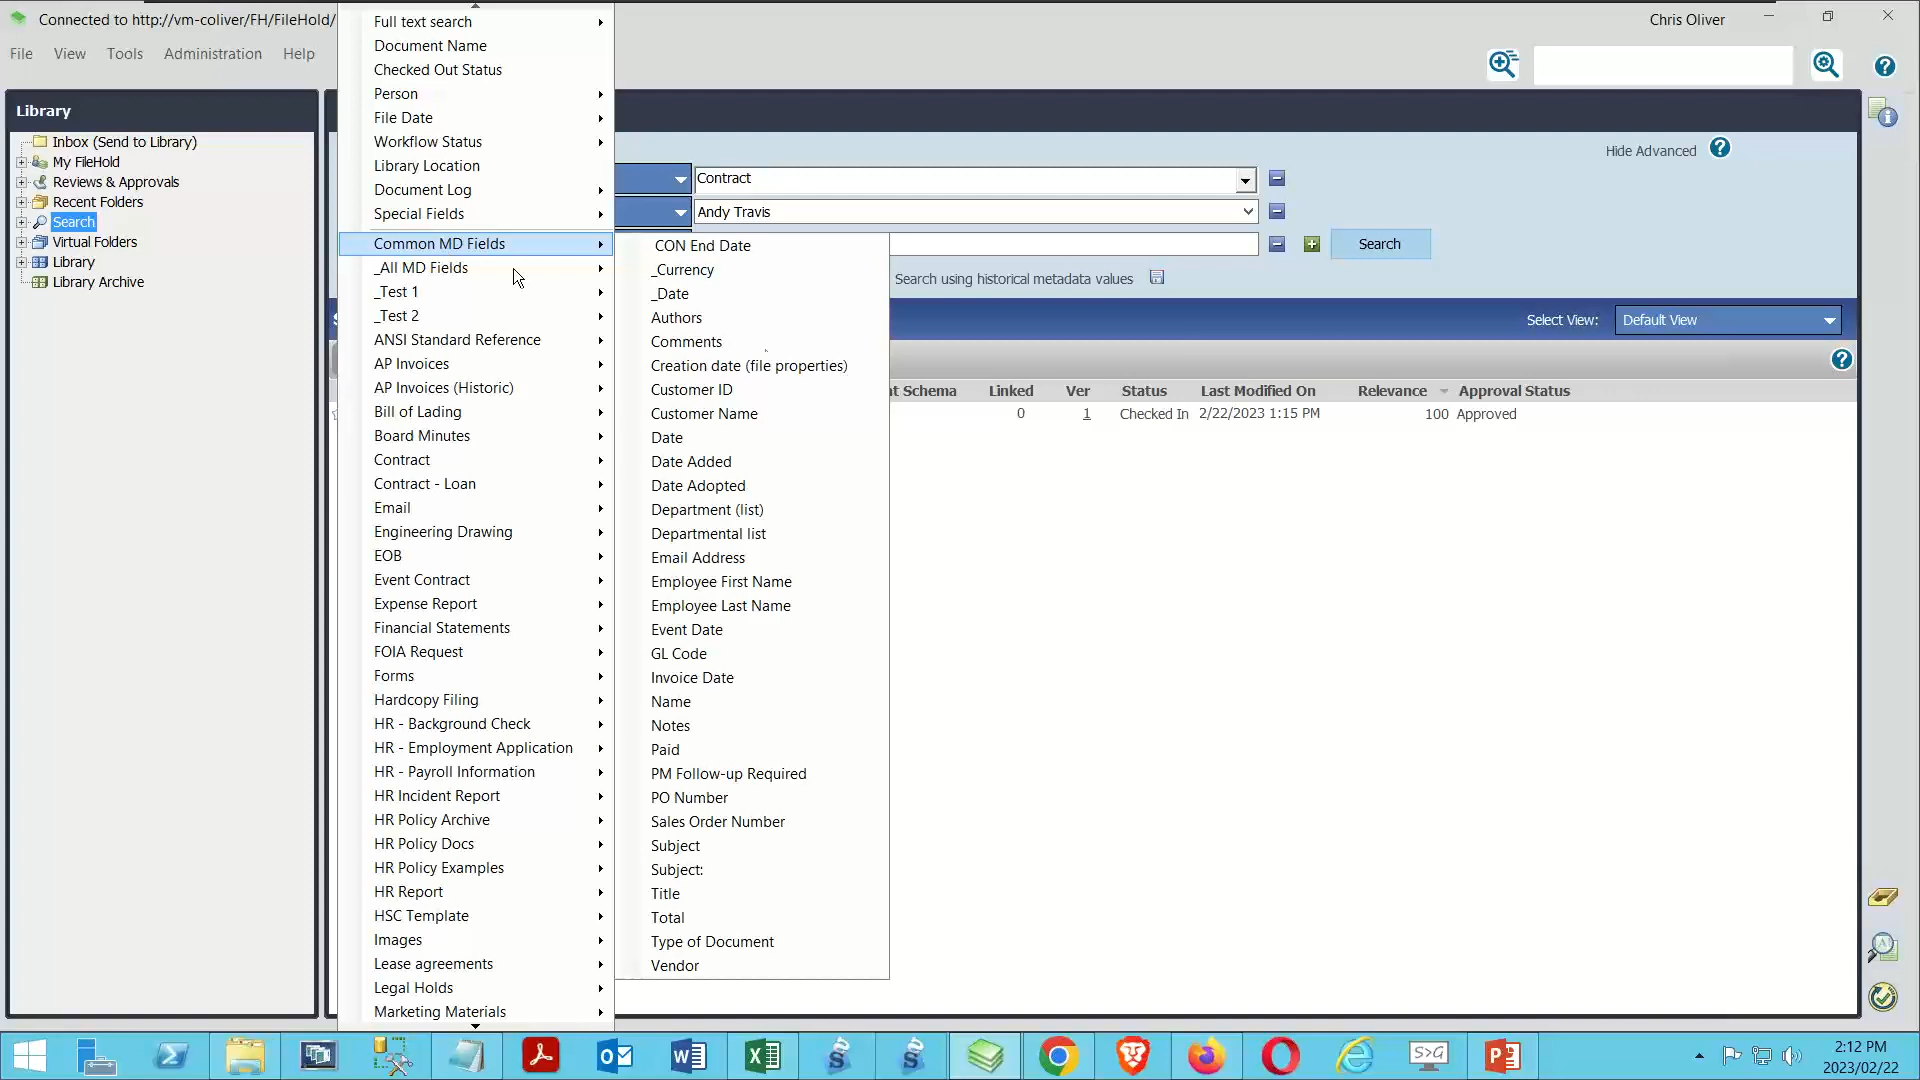 Connected to http://vm-coliver/FH/FileHold/
Chris Oliver
File
View
Tools
Administration
Help
Library
Inbox (Send to Library)
My FileHold
Reviews & Approvals
Recent Folders
Search
Virtual Folders
Library
Library Archive
Full text search
Document Name
Checked Out Status
Person
File Date
Workflow Status
Library Location
Document Log
Special Fields
Common MD Fields
_All MD Fields
_Test 1
_Test 2
ANSI Standard Reference
AP Invoices
AP Invoices (Historic)
Bill of Lading
Board Minutes
Contract
Contract - Loan
Email
Engineering Drawing
EOB
Event Contract
Expense Report
Financial Statements
FOIA Request
Forms
Hardcopy Filing
HR - Background Check
HR - Employment Application
HR - Payroll Information
HR Incident Report
HR Policy Archive
HR Policy Docs
HR Policy Examples
HR Report
HSC Template
Images
Lease agreements
Legal Holds
Marketing Materials
CON End Date
_Currency
_Date
Authors
Comments
Creation date (file properties)
Customer ID
Customer Name
Date
Date Added
Date Adopted
Department (list)
Departmental list
Email Address
Employee First Name
Employee Last Name
Event Date
GL Code
Invoice Date
Name
Notes
Paid
PM Follow-up Required
PO Number
Sales Order Number
Subject
Subject:
Title
Total
Type of Document
Vendor
Hide Advanced
Contract
Andy Travis
Search
Search using historical metadata values
Select View:
Default View
nt Schema Linked Ver Status Last Modified On Relevance Approval Status
0 1 Checked In 2/22/2023 1:15 PM 100 Approved
S>G
2:12 PM
2023/02/22